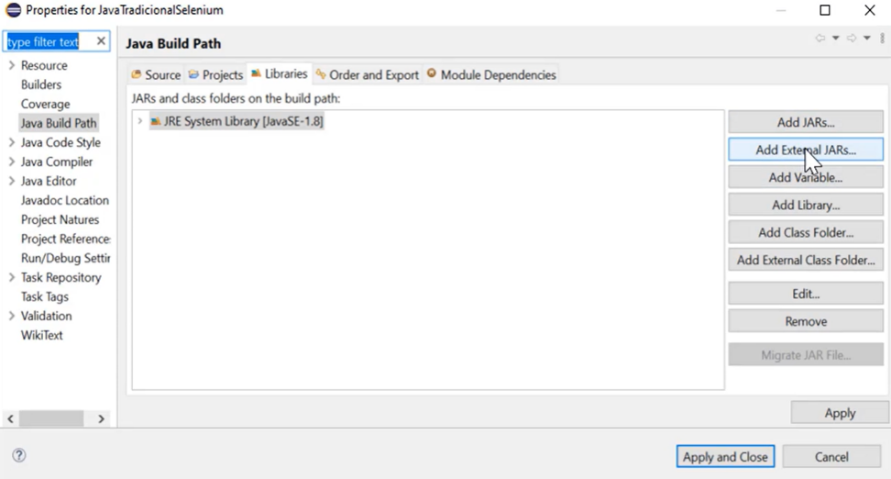 Properties for JavaTradicionalSelenium
type filter text
Resource
Builders
Coverage
Java Build Path
Java Code Style
Java Compiler
Java Editor
Javadoc Location
Project Natures
Project Reference
Run/Debug Settir
Task Repository
Task Tags
Validation
WikiText
Java Build Path
Source Projects Libraries Order and Export Module Dependencies
JARs and class folders on the build path:
JRE System Library [JavaSE-1.8]
Add JARs...
Add External JARs...
Add Variable...
Add Library...
Add Class Folder...
Add External Class Folder...
Edit...
Remove
Migrate JAR File...
Apply
Apply and Close Cancel